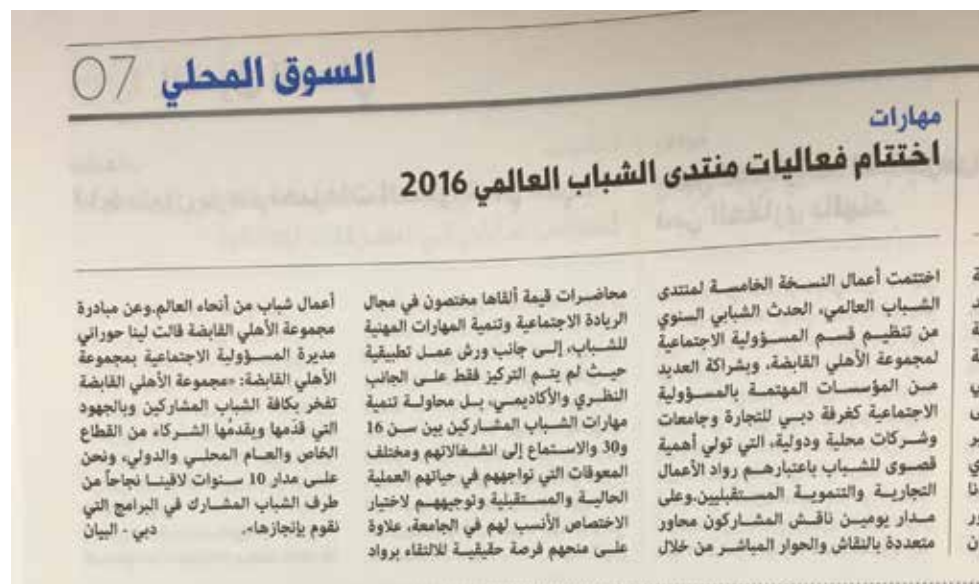 السوق المحلي 07
مهارات
اختتام فعاليات منتدى الشباب العالمي 2016
اختتمت أعمال النسخة الخامسة لمنتدى
الشباب العالمي، الحدث الشبابي السنوي
من تنظيم قسم المسؤولية الاجتماعية
لمجموعة الأهلي القابضة، وبشراكة العديد
من المؤسسات المهتمة بالمسؤولية
الاجتماعية كغرفة دبي للتجارة وجامعات
وشركات محلية ودولية، التي تولي أهمية
قصوى للشباب باعتبارهم رواد الأعمال
التجارية والتنموية المستقبليين.وعلى
مدار يومين ناقش المشاركون محاور
متعددة بالنقاش والحوار المباشر من خلال
محاضرات قيمة ألقاها مختصون في مجال
الريادة الاجتماعية وتنمية المهارات المهنية
للشباب، إلى جانب ورش عمل تطبيقية
حيث لم يتم التركيز فقط على الجانب
النظري والأكاديمي، بل محاولة تنمية
مهارات الشباب المشاركين بين سن 16
و30 والاستماع إلى انشغالاتهم ومختلف
المعوقات التي تواجههم في حياتهم العملية
الحالية والمستقبلية وتوجيههم لاختيار
الاختصاص الأنسب لهم في الجامعة، علاوة
على منحهم فرصة حقيقية للالتقاء برواد
أعمال شباب من أنحاء العالم.وعن مبادرة
مجموعة الأهلي القابضة قالت لينا حوراني
مديرة المسؤولية الاجتماعية بمجموعة
الأهلي القابضة: «مجموعة الأهلي القابضة
تفخر بكافة الشباب المشاركين وبالجهود
التي قدّمها ويقدمُها الشركاء من القطاع
الخاص والعام المحلي والدولي، ونحن
على مدار 10 سنوات لاقينا نجاحاً من
طرف الشباب المشارك في البرامج التي
نقوم بإنجازها». دبي - البيان